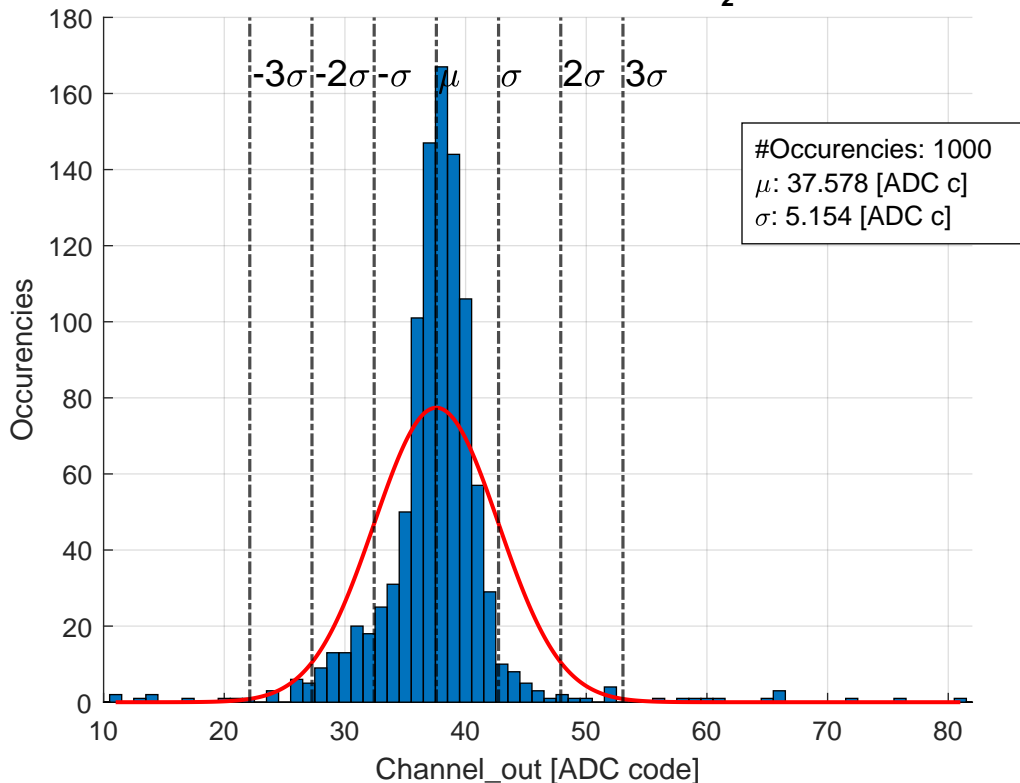 2
180
160
140
120
100
80
60
40
20
0
-3σ -2σ -σ μ σ 2σ 3σ
#Occurencies: 1000
μ: 37.578 [ADC c]
σ: 5.154 [ADC c]
Occurencies
10 20 30 40 50 60 70 80
Channel_out [ADC code]